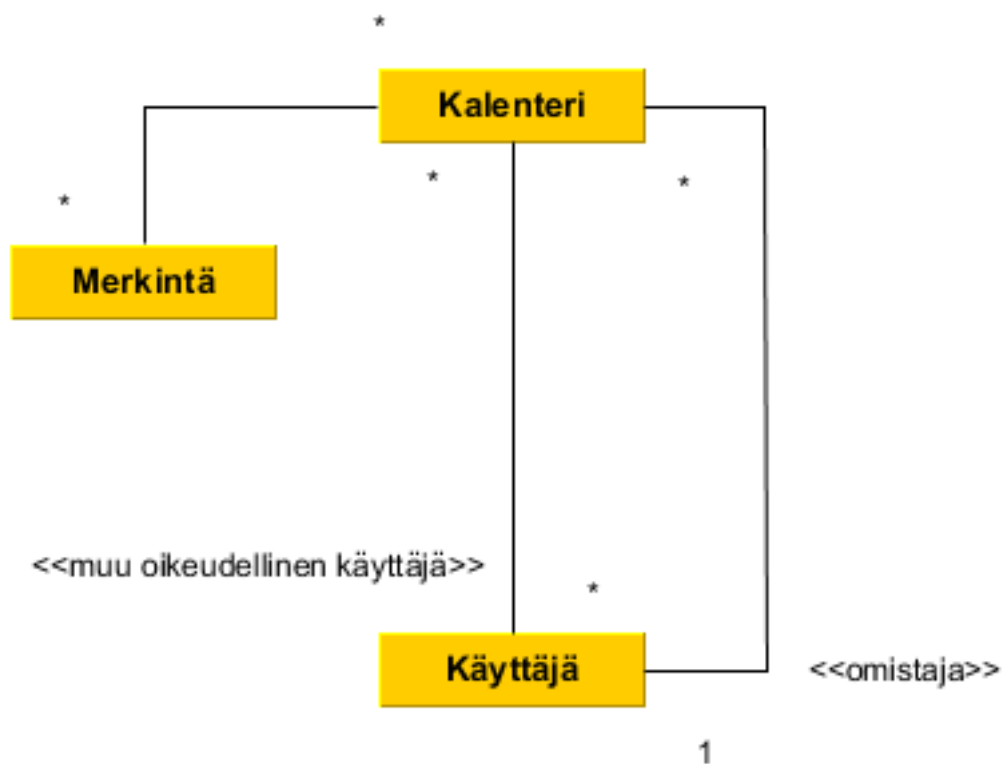 *
Kalenteri
*
*
*
Merkintä
<<muu oikeudellinen käyttäjä>>
*
Käyttäjä
<<omistaja>>
1